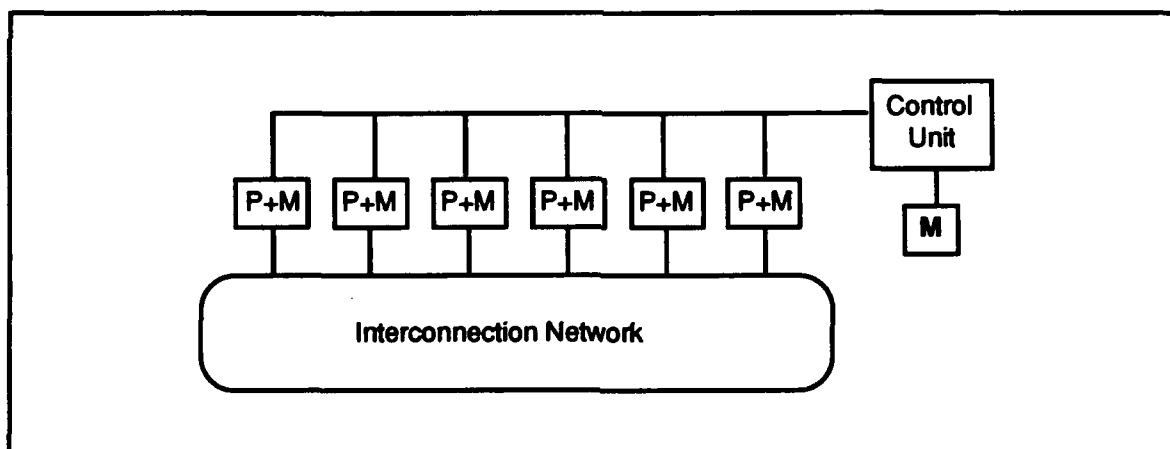 Control
Unit
P+M P+M P+M P+M P+M P+M
M
Interconnection Network